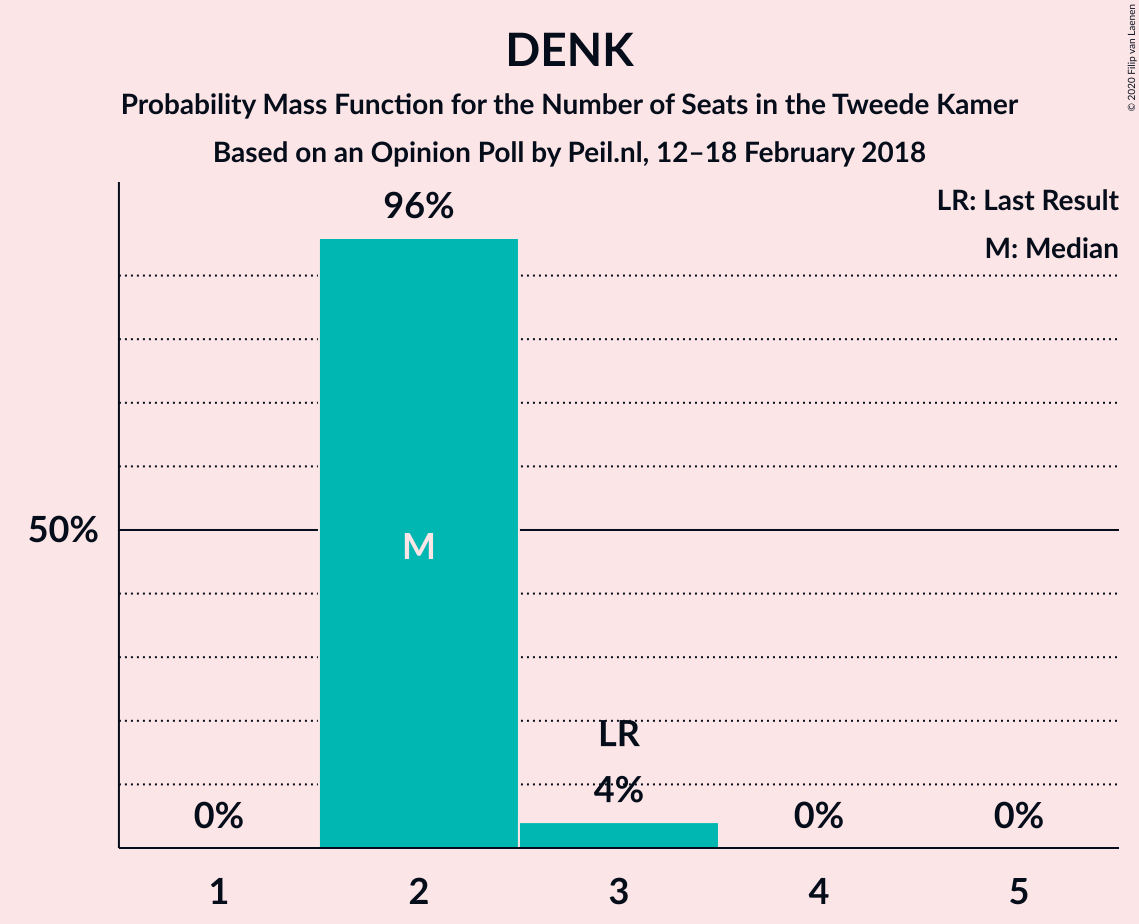 DENK
Probability Mass Function for the Number of Seats in the Tweede Kamer
Based on an Opinion Poll by Peil.nl, 12–18 February 2018
© 2020 Filip van Laenen
LR: Last Result
M: Median
96%
50%
M
LR
4%
0%
0%
0%
1 2 3 4 5